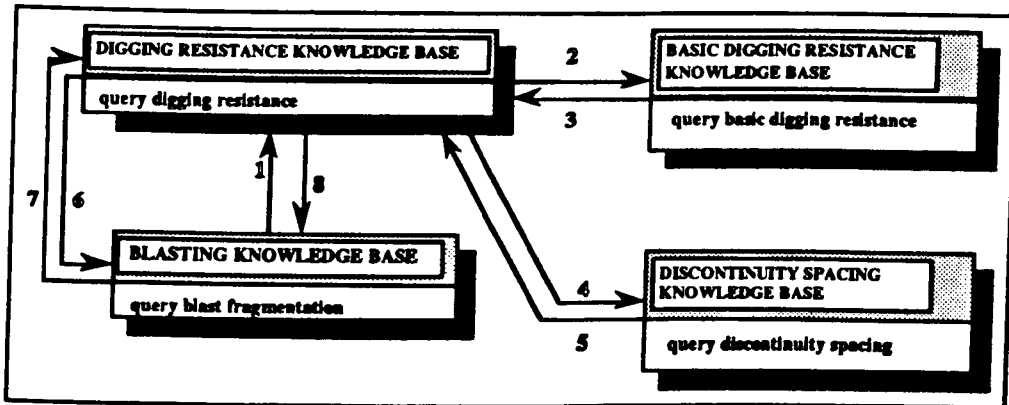 DIGGING RESISTANCE KNOWLEDGE BASE
query digging resistance
2
3
BASIC DIGGING RESISTANCE
KNOWLEDGE BASE
query basic digging resistance
1
8
7
6
BLASTING KNOWLEDGE BASE
query blast fragmentation
4
5
DISCONTINUITY SPACING
KNOWLEDGE BASE
query discontinuity spacing